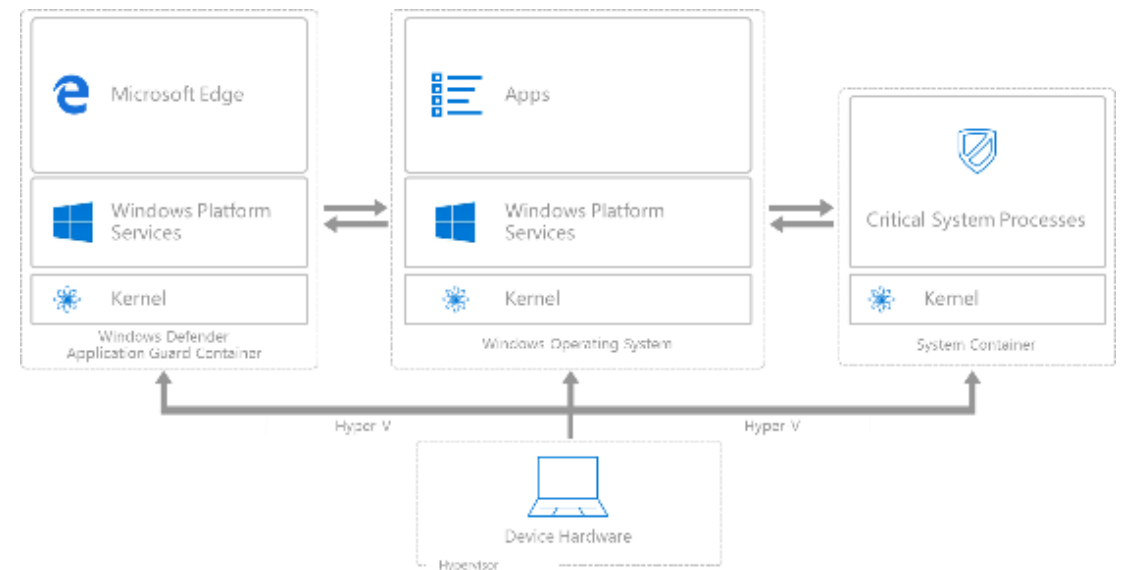 Microsoft Edge
Windows Platform
Services
Kernel
Windows Defender
Application Guard Container
Apps
Windows Platform
Services
Kernel
Windows Operating System
Critical System Processes
Kernel
System Container
Hyper-V
Hyper-V
Device Hardware
Hypervisor